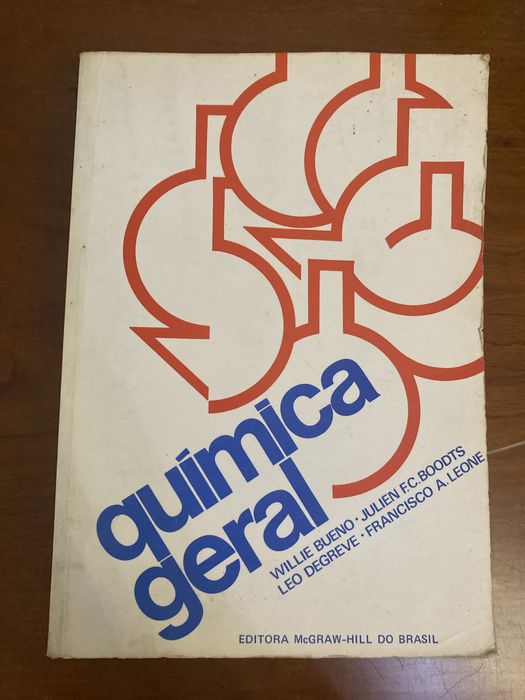 química
geral
WILLIE BUENO · JULIEN F.C. BOODTS
LEO DEGREVE · FRANCISCO A. LEONE
EDITORA McGRAW-HILL DO BRASIL